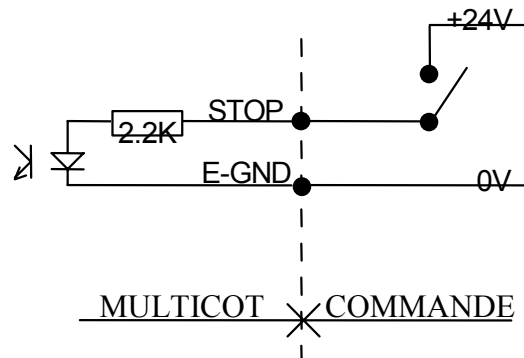 +24V
STOP
2.2K
E-GND
0V
MULTICOT COMMANDE